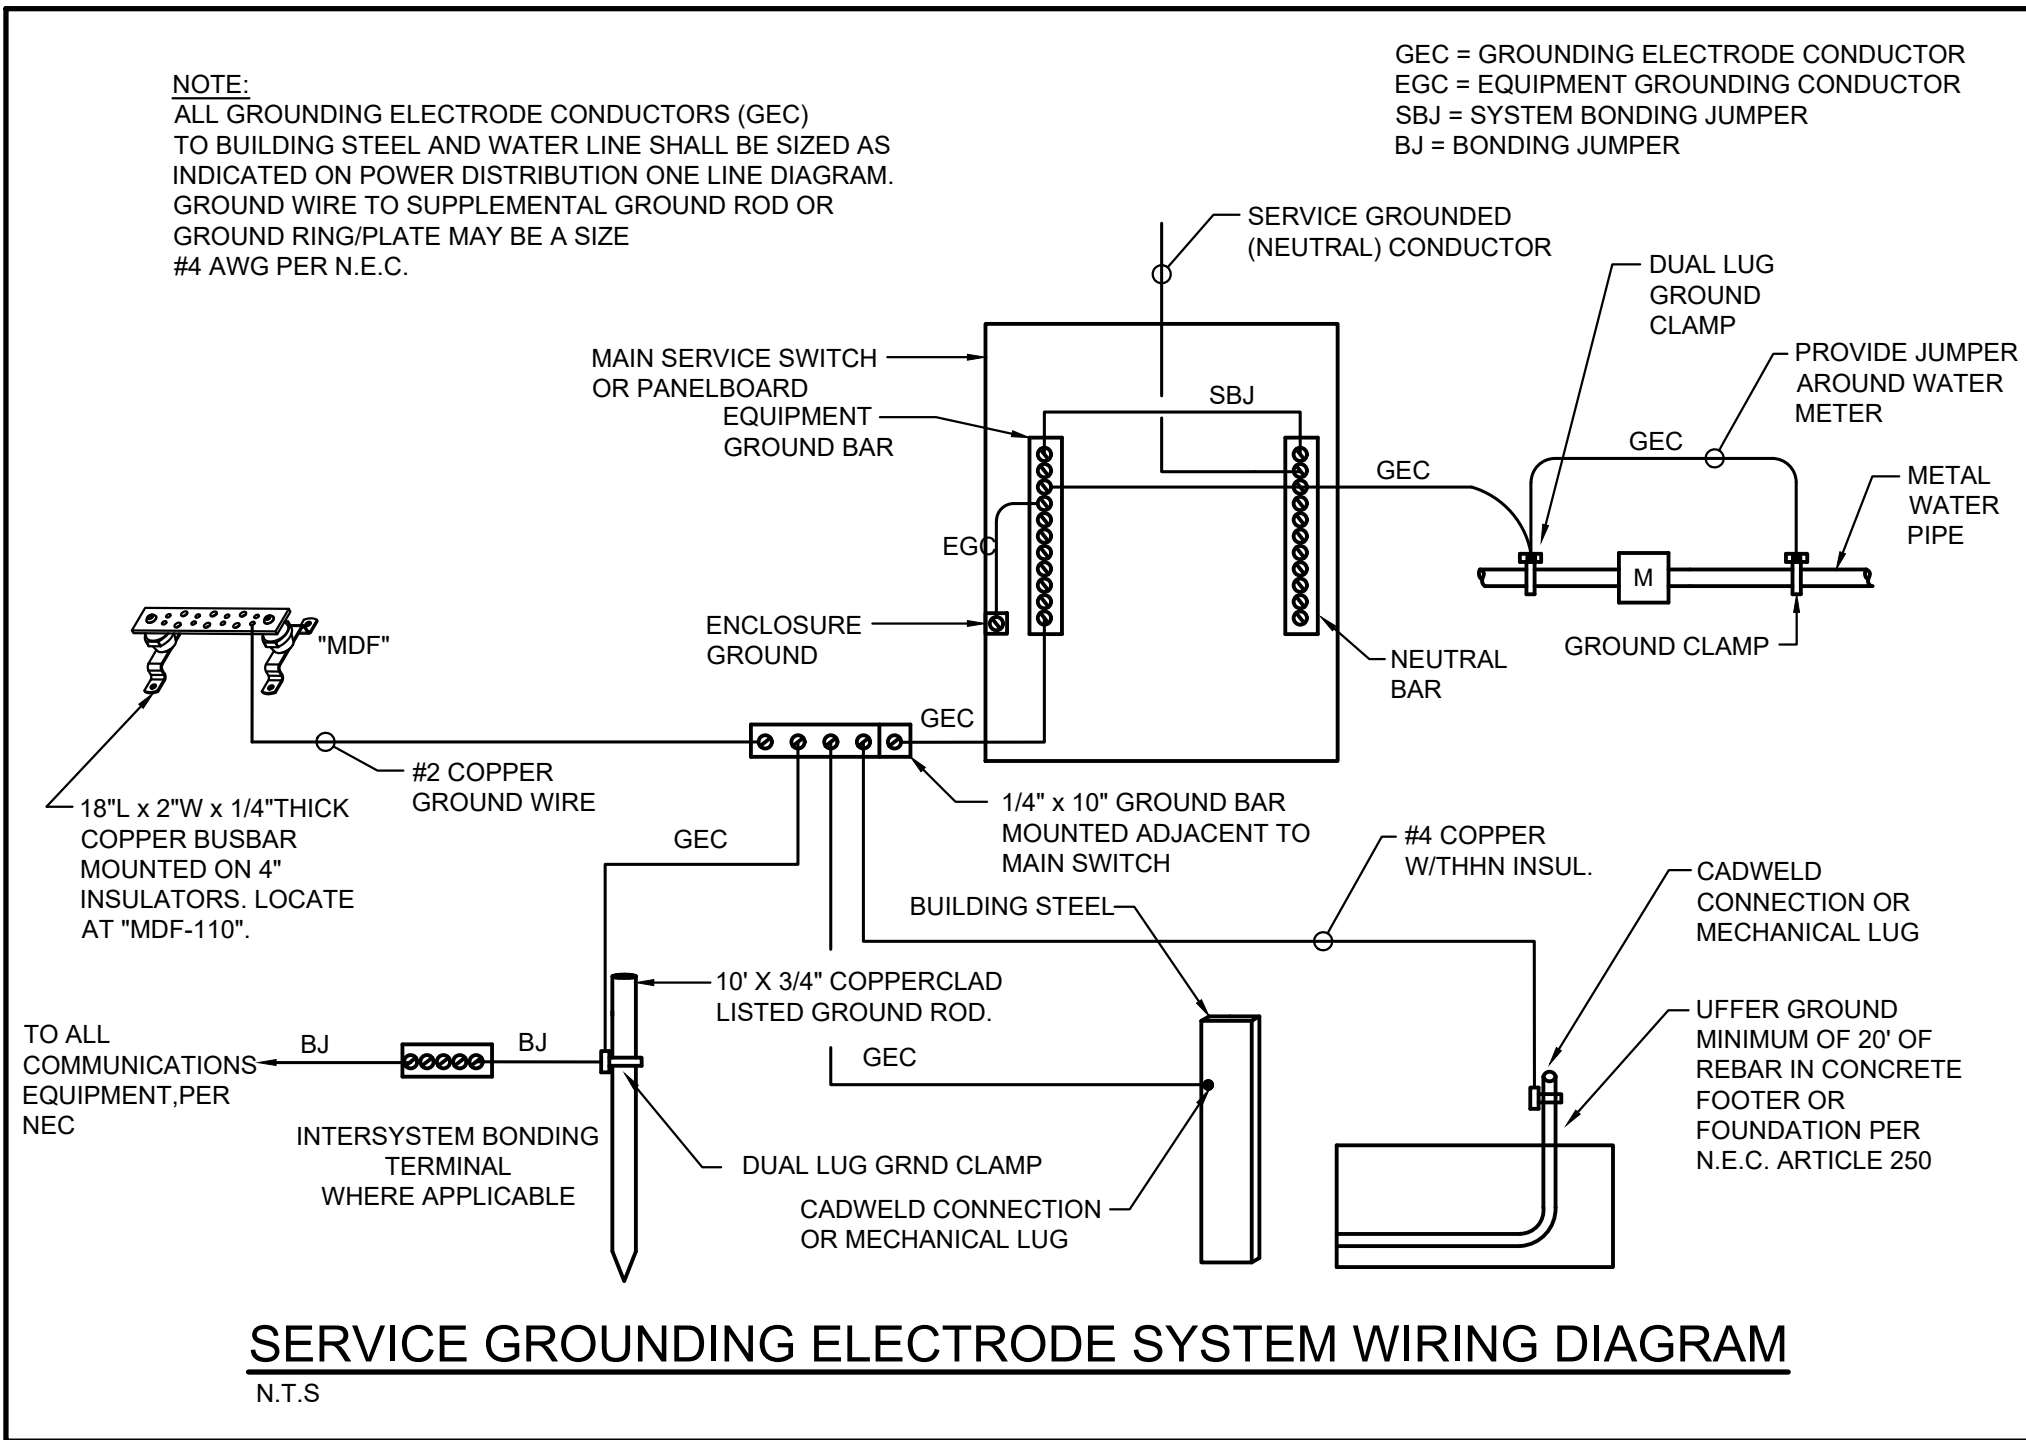 NOTE:
ALL GROUNDING ELECTRODE CONDUCTORS (GEC)
TO BUILDING STEEL AND WATER LINE SHALL BE SIZED AS
INDICATED ON POWER DISTRIBUTION ONE LINE DIAGRAM.
GROUND WIRE TO SUPPLEMENTAL GROUND ROD OR
GROUND RING/PLATE MAY BE A SIZE
#4 AWG PER N.E.C.
GEC = GROUNDING ELECTRODE CONDUCTOR
EGC = EQUIPMENT GROUNDING CONDUCTOR
SBJ = SYSTEM BONDING JUMPER
BJ = BONDING JUMPER
SERVICE GROUNDED
(NEUTRAL) CONDUCTOR
DUAL LUG
GROUND
CLAMP
PROVIDE JUMPER
AROUND WATER
METER
MAIN SERVICE SWITCH
OR PANELBOARD
EQUIPMENT
GROUND BAR
SBJ
GEC
GEC
METAL
WATER
PIPE
EGC
M
ENCLOSURE
GROUND
NEUTRAL
BAR
GROUND CLAMP
"MDF"
GEC
#2 COPPER
GROUND WIRE
18"L x 2"W x 1/4"THICK
COPPER BUSBAR
MOUNTED ON 4"
INSULATORS. LOCATE
AT "MDF-110".
1/4" x 10" GROUND BAR
MOUNTED ADJACENT TO
MAIN SWITCH
GEC
#4 COPPER
W/THHN INSUL.
CADWELD
CONNECTION OR
MECHANICAL LUG
BUILDING STEEL
10' X 3/4" COPPERCLAD
LISTED GROUND ROD.
UFFER GROUND
MINIMUM OF 20' OF
REBAR IN CONCRETE
FOOTER OR
FOUNDATION PER
N.E.C. ARTICLE 250
TO ALL
COMMUNICATIONS
EQUIPMENT,PER
NEC
BJ
BJ
GEC
INTERSYSTEM BONDING
TERMINAL
WHERE APPLICABLE
DUAL LUG GRND CLAMP
CADWELD CONNECTION
OR MECHANICAL LUG
SERVICE GROUNDING ELECTRODE SYSTEM WIRING DIAGRAM
N.T.S